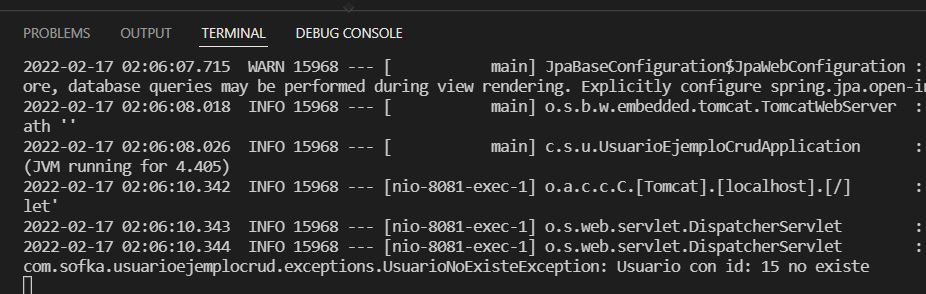 PROBLEMS OUTPUT TERMINAL DEBUG CONSOLE
2022-02-17 02:06:07.715  WARN 15968 --- [           main] JpaBaseConfiguration$JpaWebConfiguration :
ore, database queries may be performed during view rendering. Explicitly configure spring.jpa.open-i
2022-02-17 02:06:08.018  INFO 15968 --- [           main] o.s.b.w.embedded.tomcat.TomcatWebServer  :
ath ''
2022-02-17 02:06:08.026  INFO 15968 --- [           main] c.s.u.UsuarioEjemploCrudApplication      :
(JVM running for 4.405)
2022-02-17 02:06:10.342  INFO 15968 --- [nio-8081-exec-1] o.a.c.c.C.[Tomcat].[localhost].[/]       :
let'
2022-02-17 02:06:10.343  INFO 15968 --- [nio-8081-exec-1] o.s.web.servlet.DispatcherServlet        :
2022-02-17 02:06:10.344  INFO 15968 --- [nio-8081-exec-1] o.s.web.servlet.DispatcherServlet        :
com.sofka.usuarioejemplocrud.exceptions.UsuarioNoExisteException: Usuario con id: 15 no existe